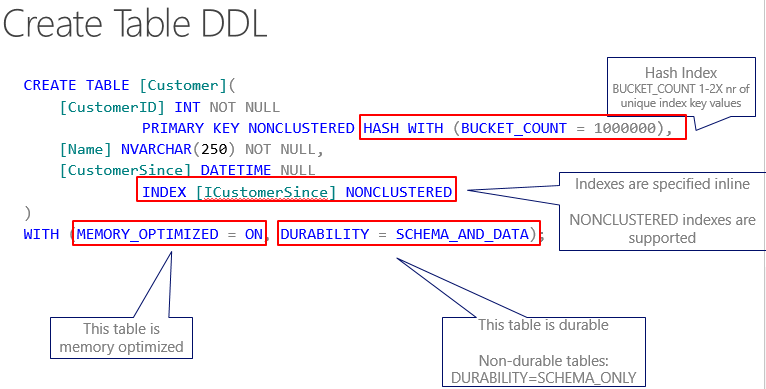 Create Table DDL
CREATE TABLE [Customer](
[CustomerID] INT NOT NULL
PRIMARY KEY NONCLUSTERED HASH WITH (BUCKET_COUNT = 1000000),
[Name] NVARCHAR(250) NOT NULL,
[CustomerSince] DATETIME NULL
INDEX [ICustomerSince] NONCLUSTERED
)
WITH (MEMORY_OPTIMIZED = ON, DURABILITY = SCHEMA_AND_DATA);
Hash Index
BUCKET_COUNT 1-2X nr of
unique index key values
Indexes are specified inline
NONCLUSTERED indexes are
supported
This table is
memory optimized
This table is durable
Non-durable tables:
DURABILITY=SCHEMA_ONLY